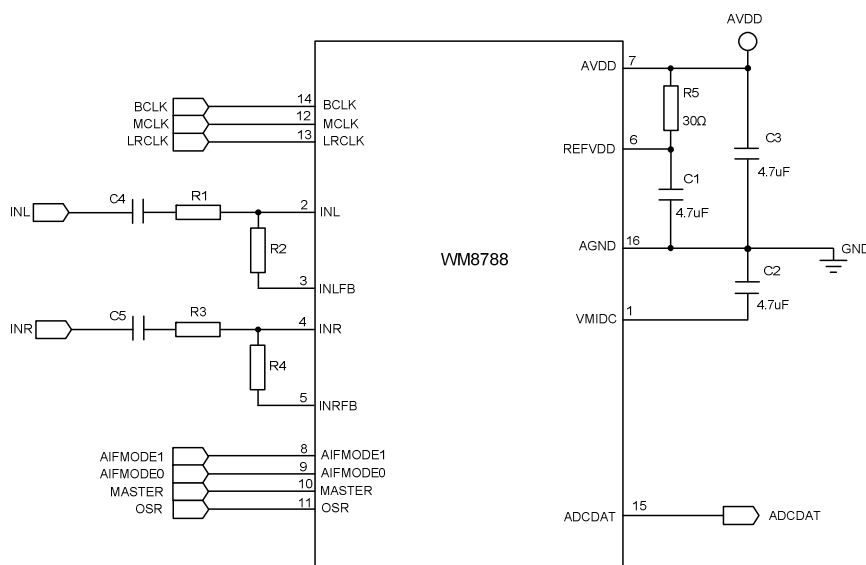 AVDD
AVDD 7
R5
30Ω
C3
4.7uF
REFVDD 6
C1
4.7uF
AGND 16
GND
C2
4.7uF
VMIDC 1
BCLK 14 BCLK
MCLK 12 MCLK
LRCLK 13 LRCLK
INL C4 R1 2 INL
R2
3 INLFB
WM8788
INR C5 R3 4 INR
R4
5 INRFB
AIFMODE1 8 AIFMODE1
AIFMODE0 9 AIFMODE0
MASTER 10 MASTER
OSR 11 OSR
ADCDAT 15 ADCDAT